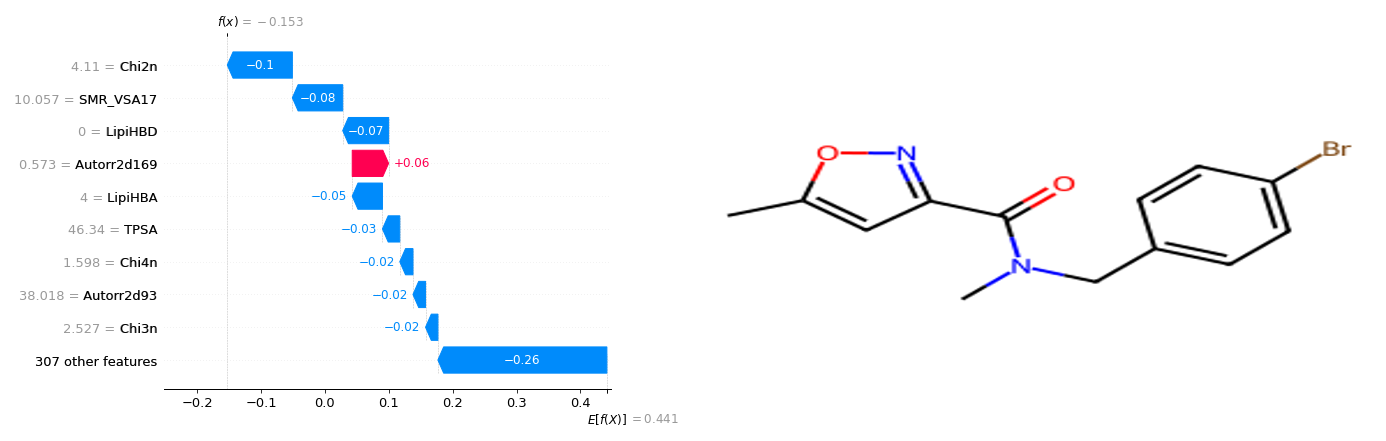 f(x) = −0.153
4.11 = Chi2n
−0.1
10.057 = SMR_VSA17
−0.08
0 = LipiHBD
−0.07
0.573 = Autorr2d169
+0.06
4 = LipiHBA
−0.05
46.34 = TPSA
−0.03
1.598 = Chi4n
−0.02
38.018 = Autorr2d93
−0.02
2.527 = Chi3n
−0.02
307 other features
−0.26
−0.2 −0.1 0.0 0.1 0.2 0.3 0.4
E[f(X)] = 0.441
O N
O
N
Br